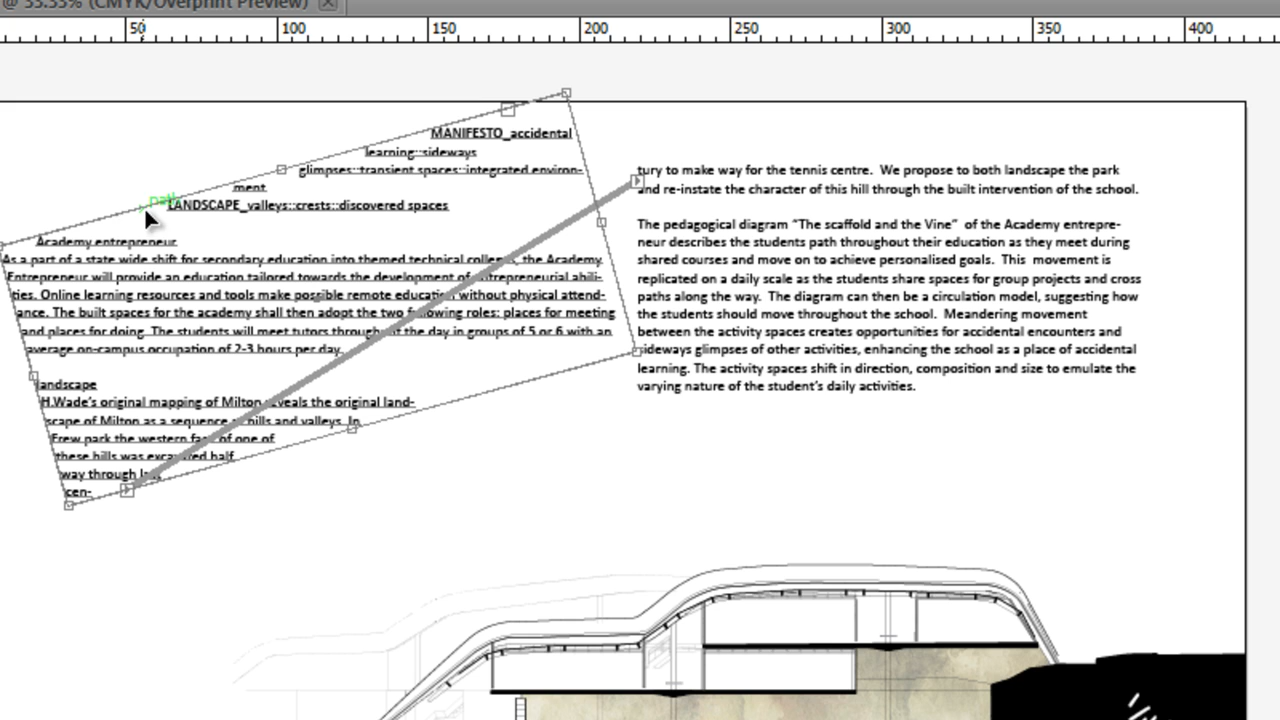 @ 33.33% (CMYK/Overprint Preview)
50 100 150 200 250 300 350 400
MANIFESTO_accidental
learning::sideways
glimpses::transient spaces::integrated environ-
ment
path
LANDSCAPE_valleys::crests::discovered spaces
Academy entrepreneur
As a part of a state wide shift for secondary education into themed technical colleges, the Academy
Entrepreneur will provide an education tailored towards the development of entrepreneurial abili-
ties. Online learning resources and tools make possible remote education without physical attend-
ance. The built spaces for the academy shall then adopt the two following roles: places for meeting
and places for doing. The students will meet tutors throughout the day in groups of 5 or 6 with an
average on-campus occupation of 2-3 hours per day.
landscape
H.Wade's original mapping of Milton reveals the original land-
scape of Milton as a sequence of hills and valleys. In
Frew park the western face of one of
these hills was excavated half
way through last
cen-
tury to make way for the tennis centre. We propose to both landscape the park
and re-instate the character of this hill through the built intervention of the school.
The pedagogical diagram “The scaffold and the Vine” of the Academy entrepre-
neur describes the students path throughout their education as they meet during
shared courses and move on to achieve personalised goals. This movement is
replicated on a daily scale as the students share spaces for group projects and cross
paths along the way. The diagram can then be a circulation model, suggesting how
the students should move throughout the school. Meandering movement
between the activity spaces creates opportunities for accidental encounters and
sideways glimpses of other activities, enhancing the school as a place of accidental
learning. The activity spaces shift in direction, composition and size to emulate the
varying nature of the student's daily activities.